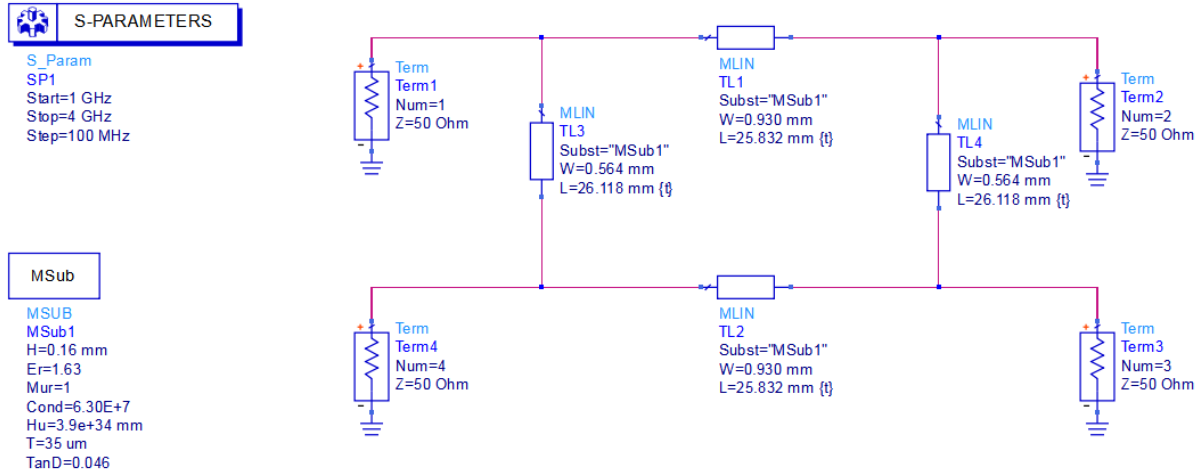 S-PARAMETERS
S_Param
SP1
Start=1 GHz
Stop=4 GHz
Step=100 MHz
+
Term
Term1
Num=1
Z=50 Ohm
-
MLIN
TL3
Subst="MSub1"
W=0.564 mm
L=26.118 mm {t}
MLIN
TL1
Subst="MSub1"
W=0.930 mm
L=25.832 mm {t}
MLIN
TL4
Subst="MSub1"
W=0.564 mm
L=26.118 mm {t}
+
Term
Term2
Num=2
Z=50 Ohm
-
MSub
MSUB
MSub1
H=0.16 mm
Er=1.63
Mur=1
Cond=6.30E+7
Hu=3.9e+34 mm
T=35 um
TanD=0.046
+
Term
Term4
Num=4
Z=50 Ohm
-
MLIN
TL2
Subst="MSub1"
W=0.930 mm
L=25.832 mm {t}
+
Term
Term3
Num=3
Z=50 Ohm
-